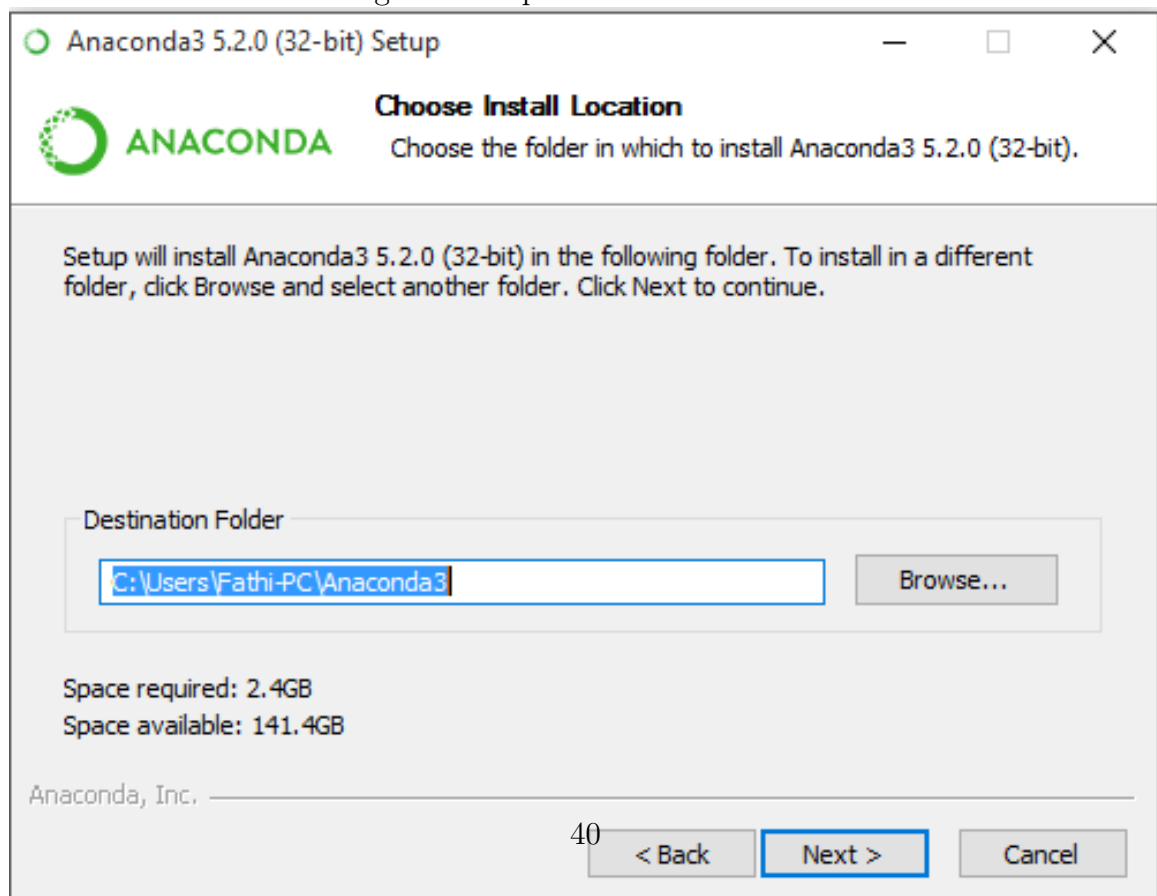 Anaconda3 5.2.0 (32-bit) Setup
ANACONDA
Choose Install Location
Choose the folder in which to install Anaconda3 5.2.0 (32-bit).
Setup will install Anaconda3 5.2.0 (32-bit) in the following folder. To install in a different
folder, click Browse and select another folder. Click Next to continue.
Destination Folder
C:\Users\Fathi-PC\Anaconda3
Browse...
Space required: 2.4GB
Space available: 141.4GB
Anaconda, Inc.
40
< Back
Next >
Cancel